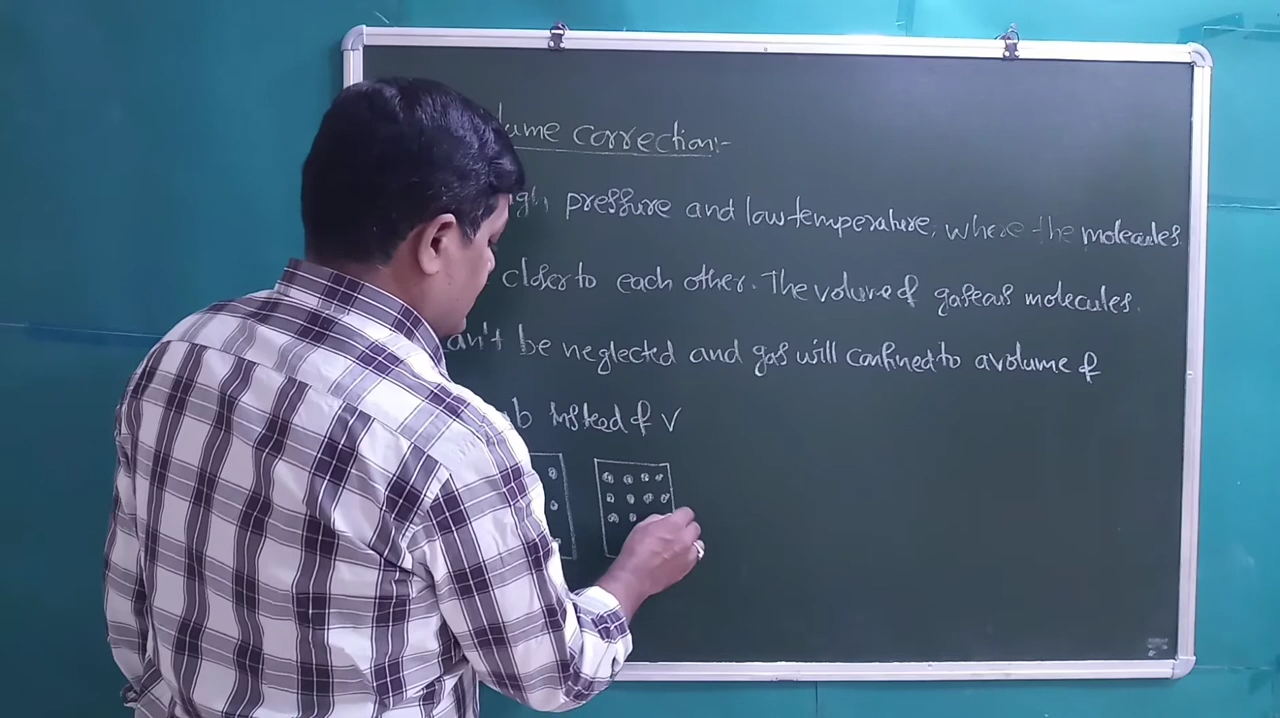 lume correction:-
pressure and low temperature, where the molecules
closer to each other. The volume of gaseous molecules.
an't be neglected and gas will confined to a volume of
b instead of V